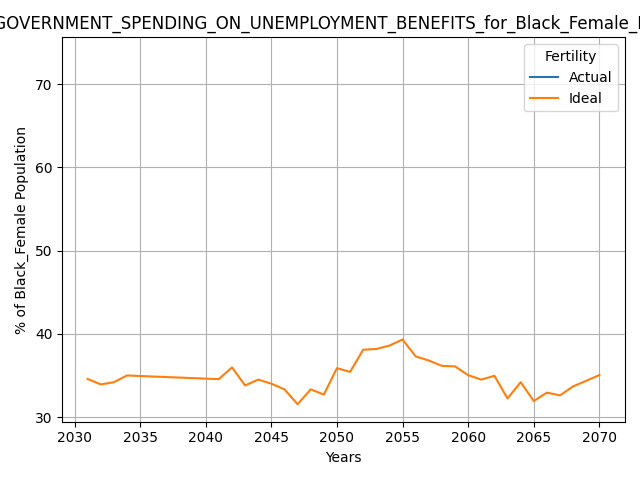 GOVERNMENT_SPENDING_ON_UNEMPLOYMENT_BENEFITS_for_Black_Female_
Fertility
Actual
Ideal
70
60
50
40
30
% of Black_Female Population
2030 2035 2040 2045 2050 2055 2060 2065 2070
Years